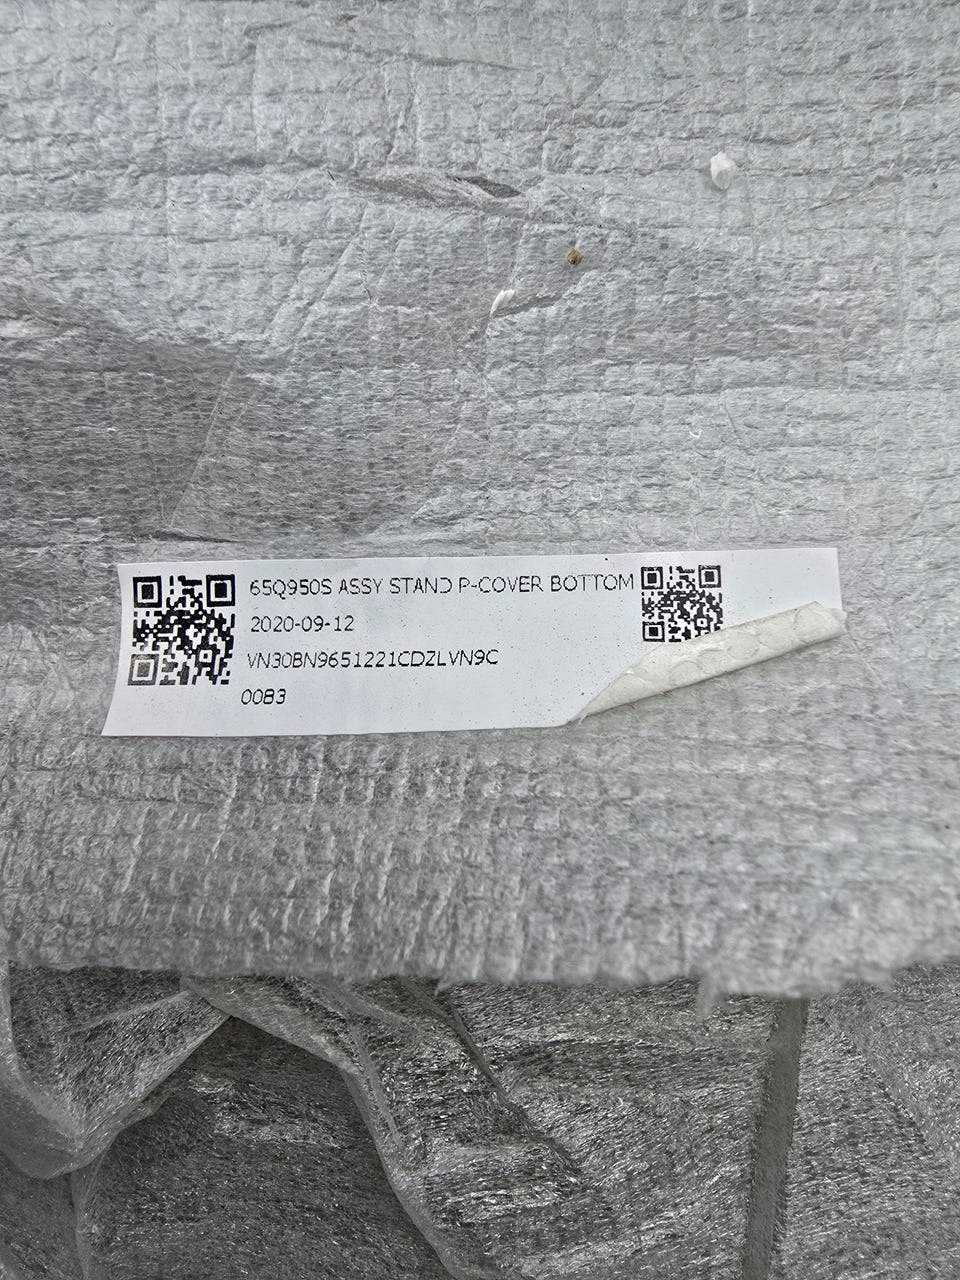 65Q950S ASSY STAND P-COVER BOTTOM
2020-09-12
VN30BN9651221CDZLVN9C
0083